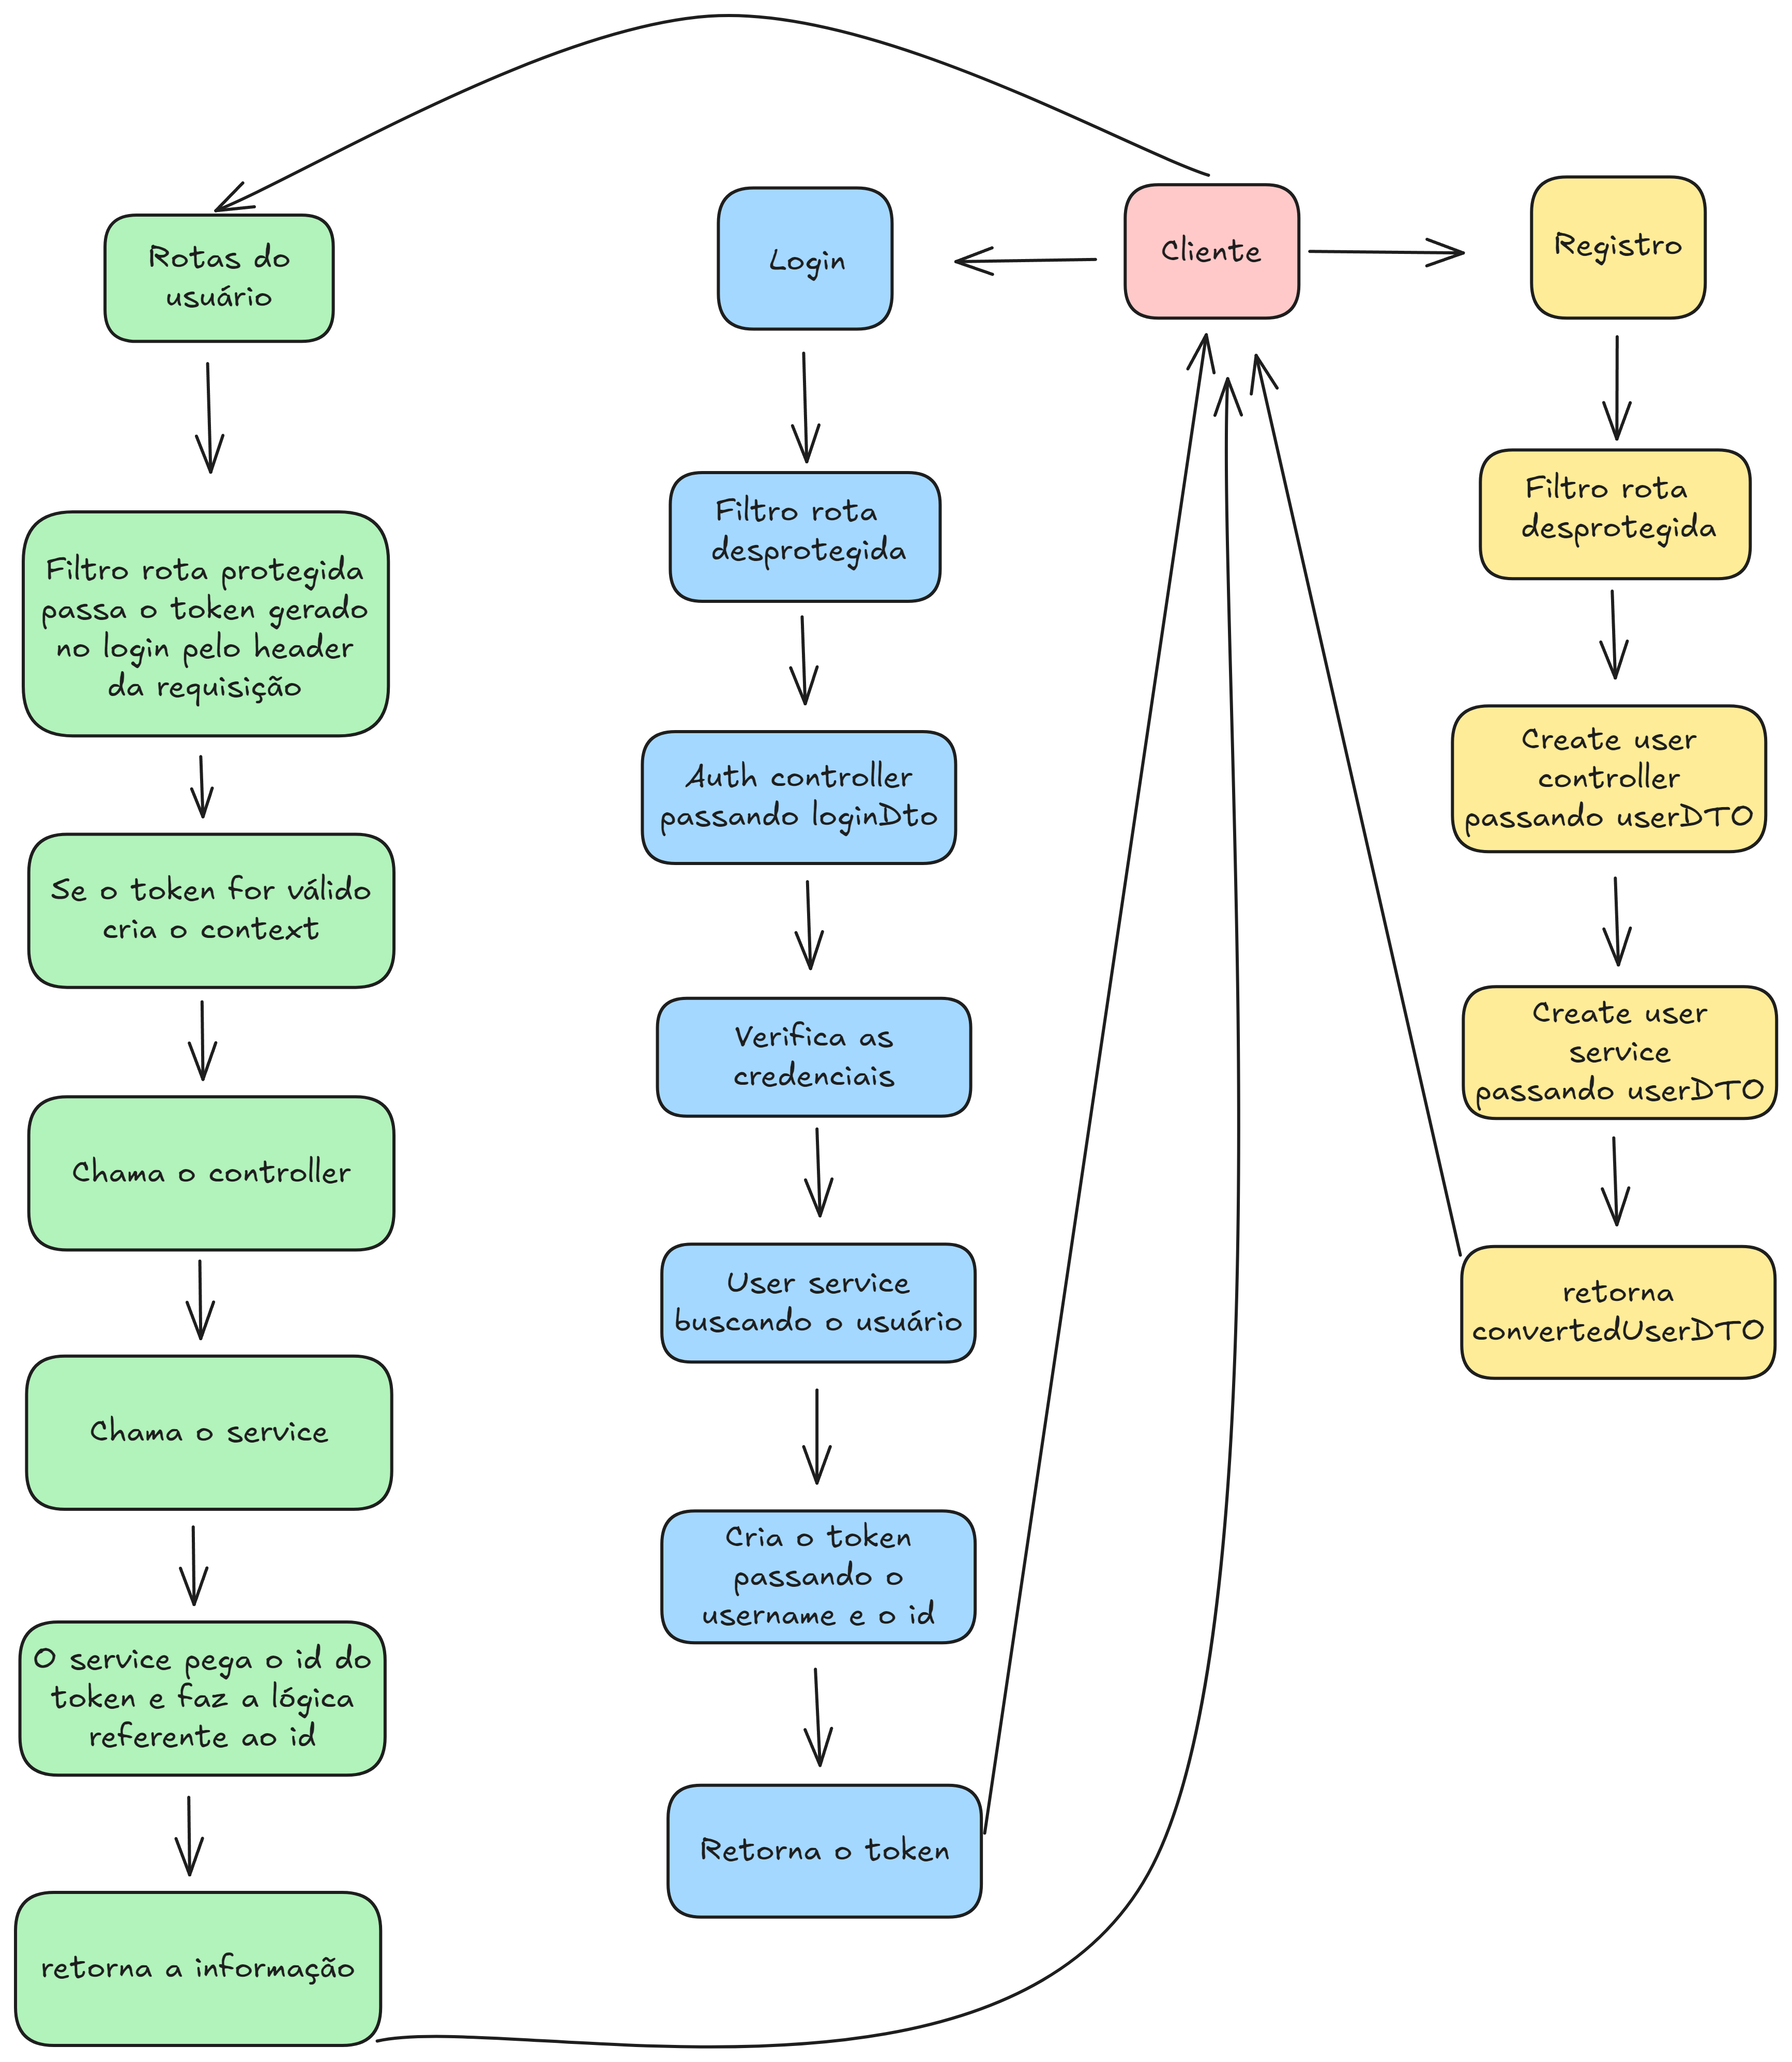 Rotas do
usuário
Filtro rota protegida
passa o token gerado
no login pelo header
da requisição
Se o token for válido
cria o context
Chama o controller
Chama o service
O service pega o id do
token e faz a lógica
referente ao id
retorna a informação
Login
Filtro rota
desprotegida
Auth controller
passando loginDto
Verifica as
credenciais
User service
buscando o usuário
Cria o token
passando o
username e o id
Retorna o token
Cliente
Registro
Filtro rota
desprotegida
Create user
controller
passando userDTO
Create user
service
passando userDTO
retorna
convertedUserDTO